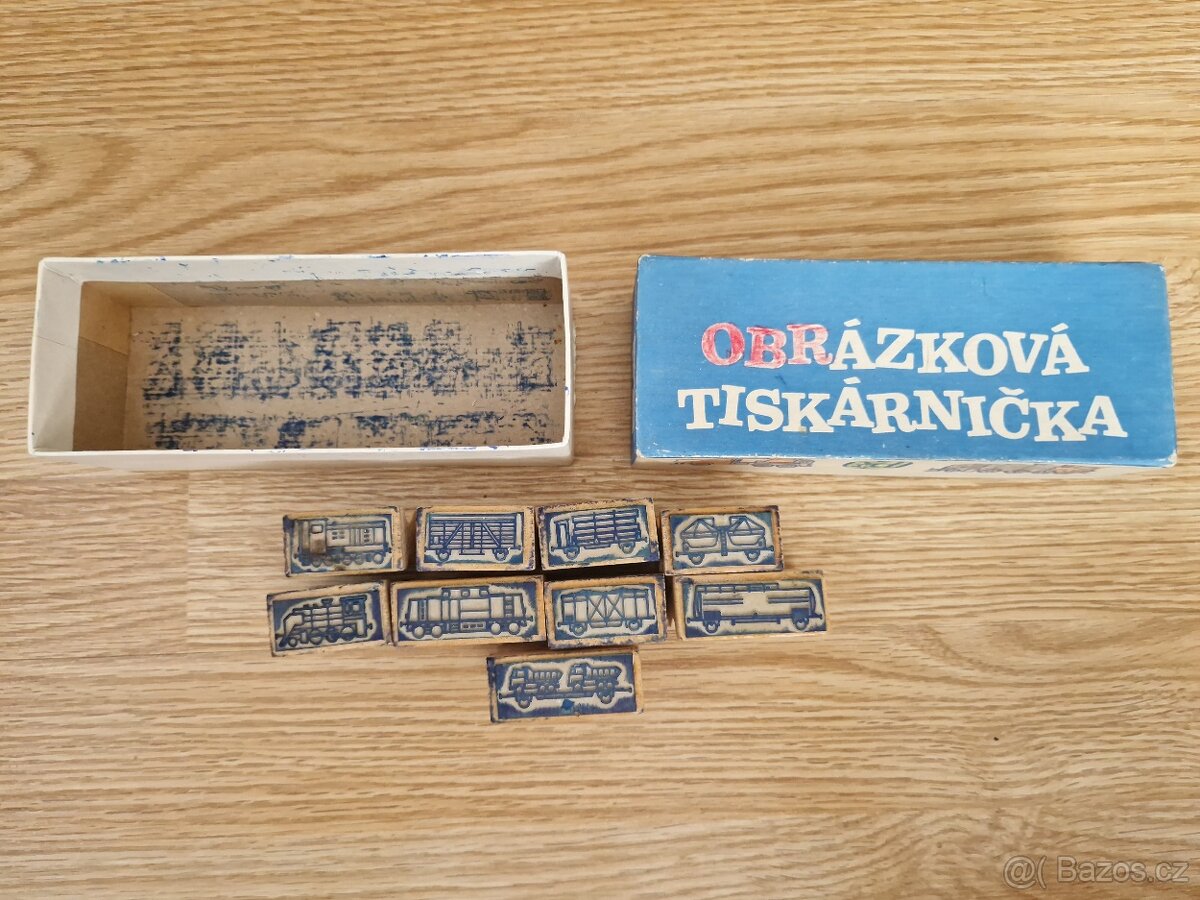 OBRÁZKOVÁ
TISKÁRNIČKA
@( Bazos.cz